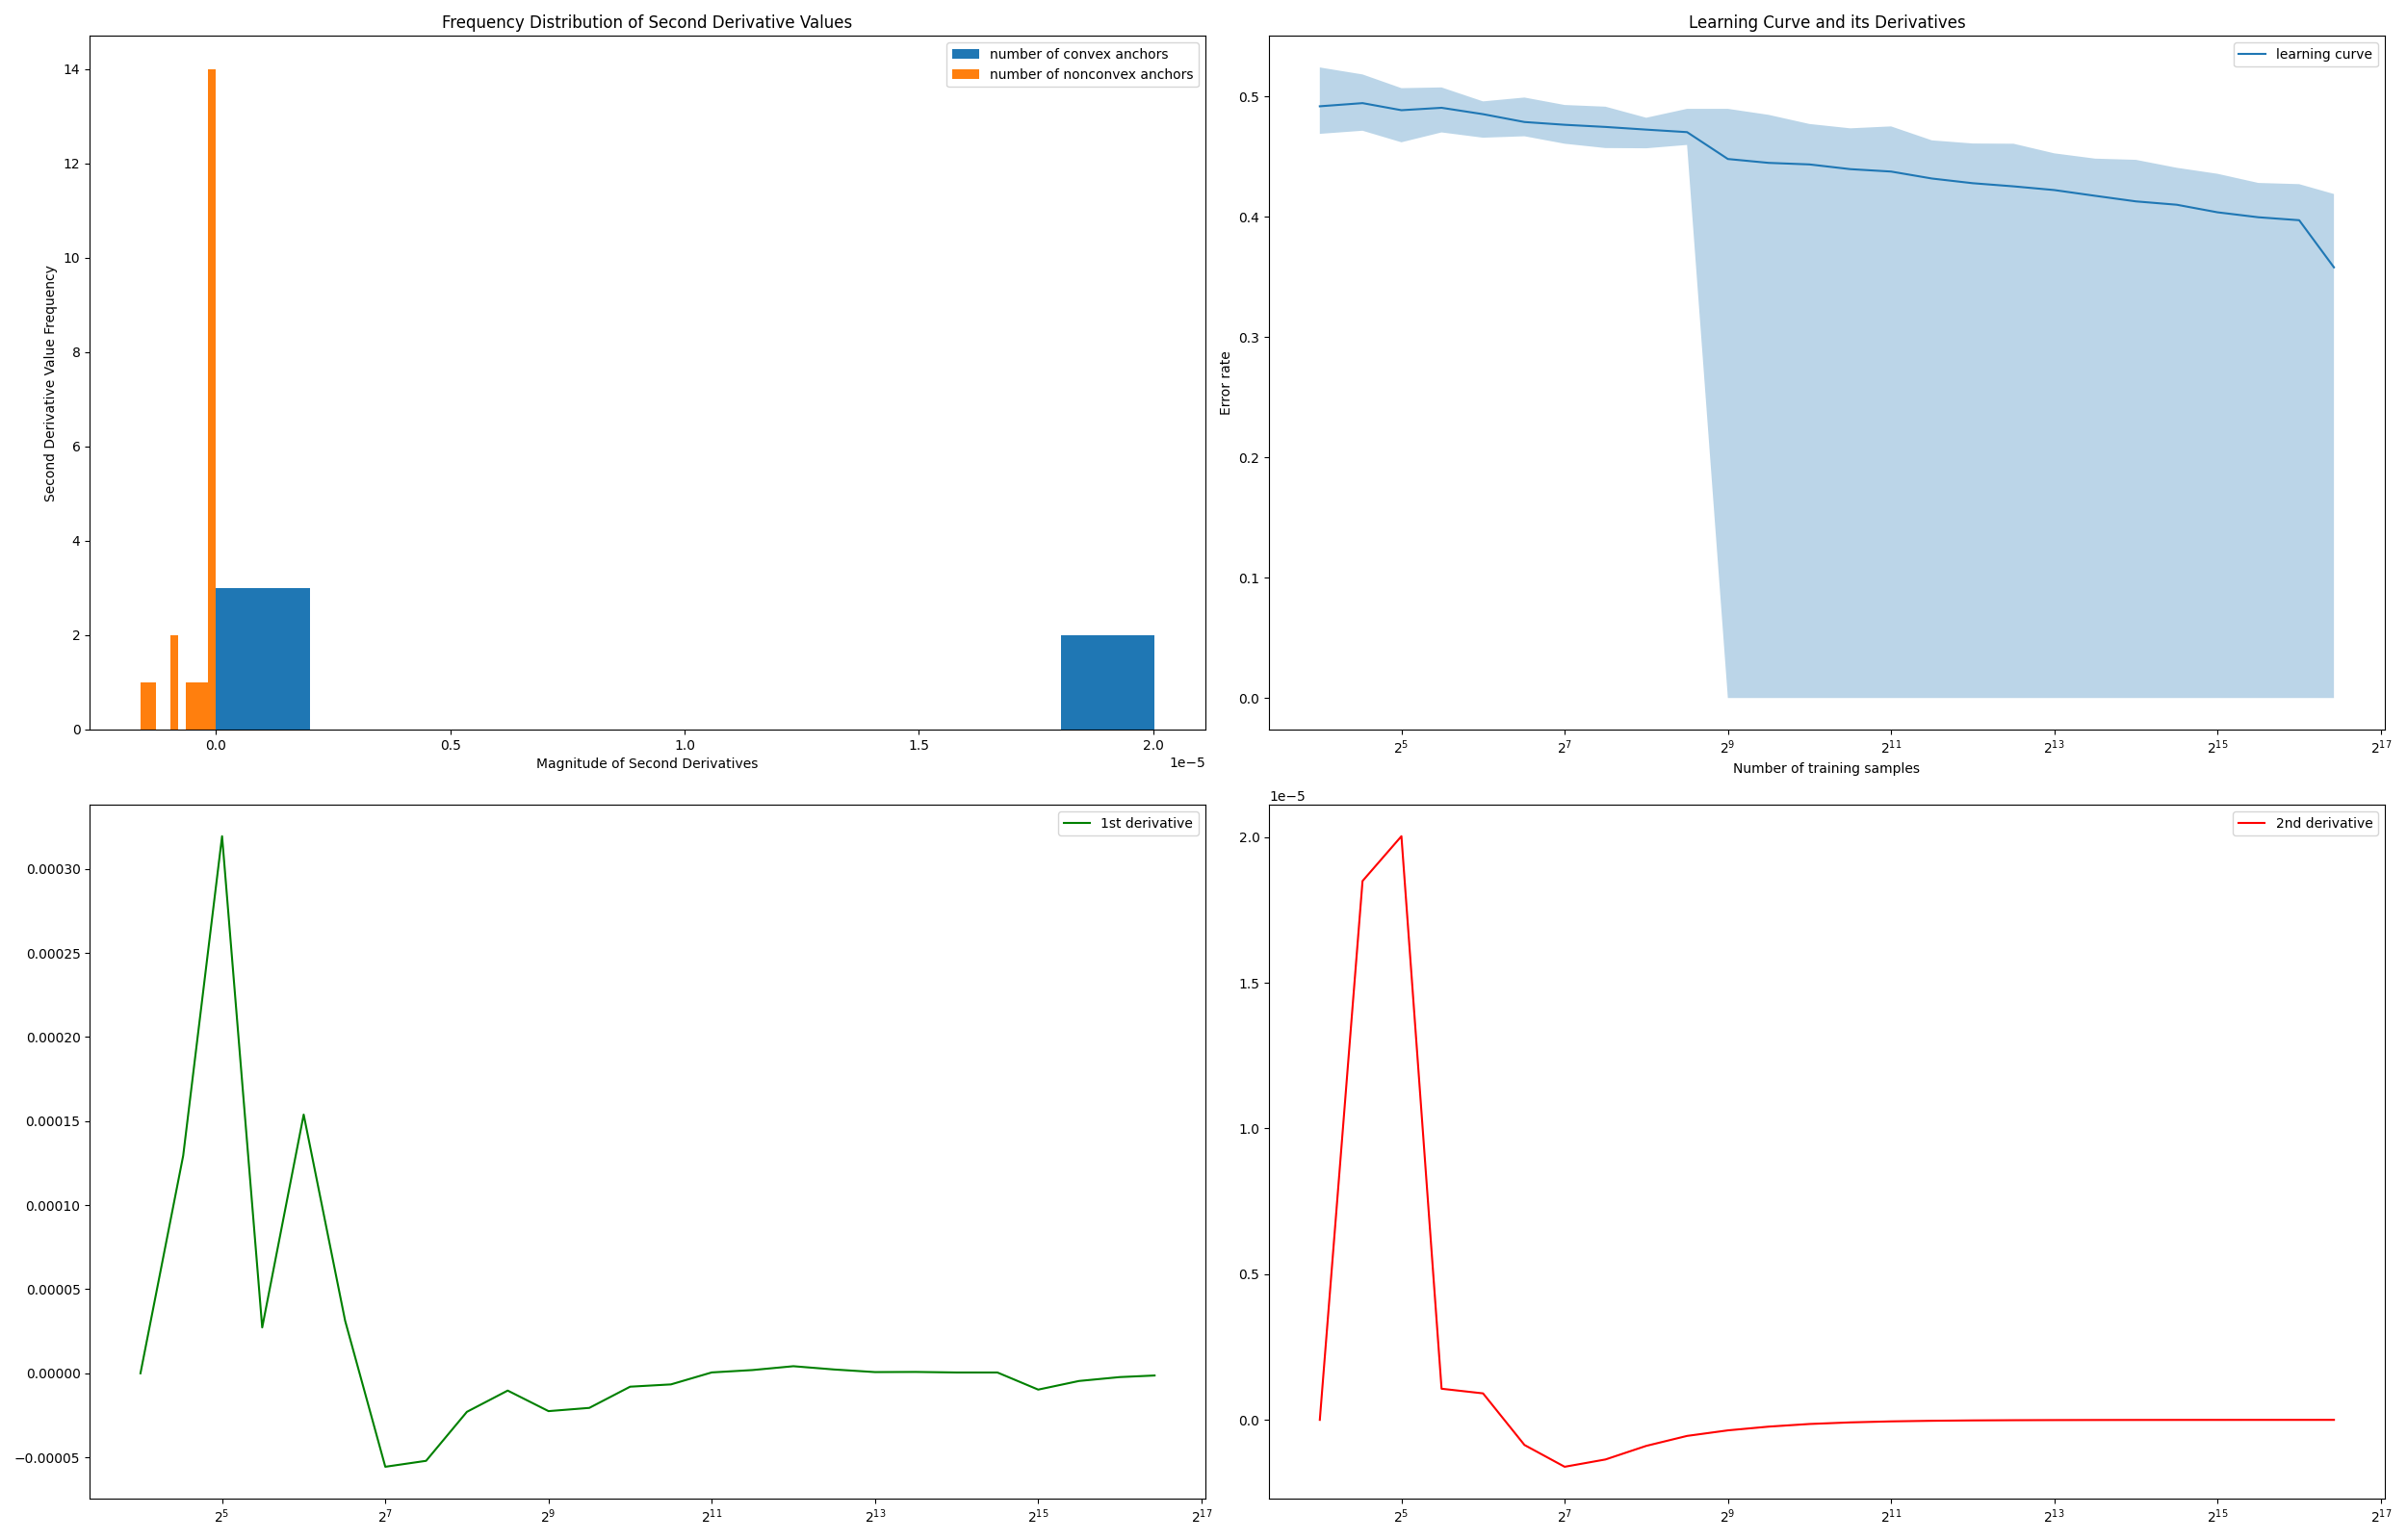 Frequency Distribution of Second Derivative Values
number of convex anchors
number of nonconvex anchors
14
12
10
8
6
4
2
0
Second Derivative Value Frequency
0.0 0.5 1.0 1.5 2.0
1e−5
Magnitude of Second Derivatives
Learning Curve and its Derivatives
learning curve
0.5
0.4
0.3
0.2
0.1
0.0
Error rate
2^5 2^7 2^9 2^11 2^13 2^15 2^17
Number of training samples
1st derivative
0.00030
0.00025
0.00020
0.00015
0.00010
0.00005
0.00000
−0.00005
2^5 2^7 2^9 2^11 2^13 2^15 2^17
1e−5
2nd derivative
2.0
1.5
1.0
0.5
0.0
2^5 2^7 2^9 2^11 2^13 2^15 2^17